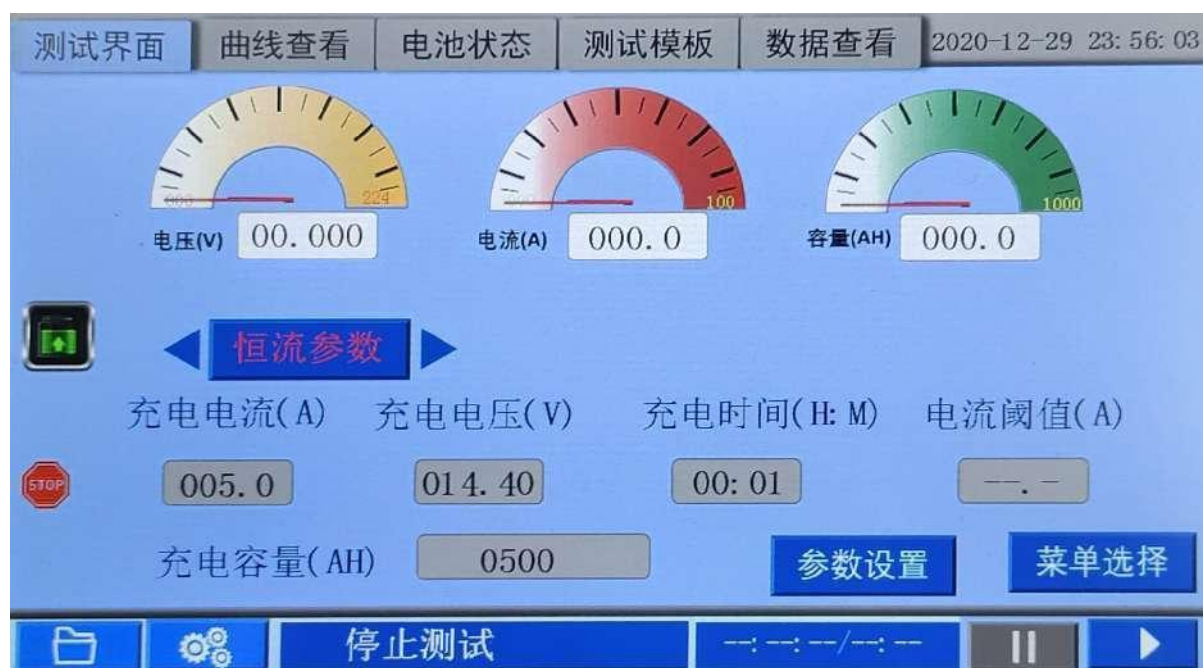 测试界面 曲线查看 电池状态 测试模板 数据查看 2020-12-29 23:56:03
000 224 100 1000
电压(V) 00.000 电流(A) 000.0 容量(AH) 000.0
恒流参数
充电电流(A) 充电电压(V) 充电时间(H:M) 电流阈值(A)
STOP 005.0 014.40 00:01 --.-
充电容量(AH) 0500 参数设置 菜单选择
停止测试 --:--:--/--:--